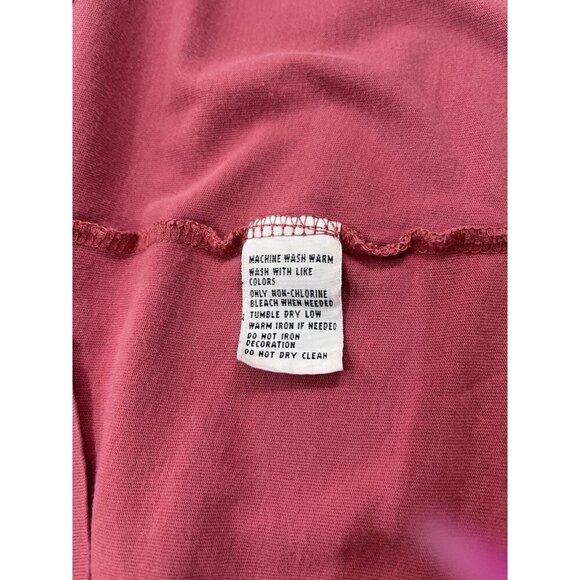 MACHINE WASH WARM
WASH WITH LIKE
COLORS
ONLY NON-CHLORINE
BLEACH WHEN NEEDED
TUMBLE DRY LOW
WARM IRON IF NEEDED
DO NOT IRON
DECORATION
DO NOT DRY CLEAN